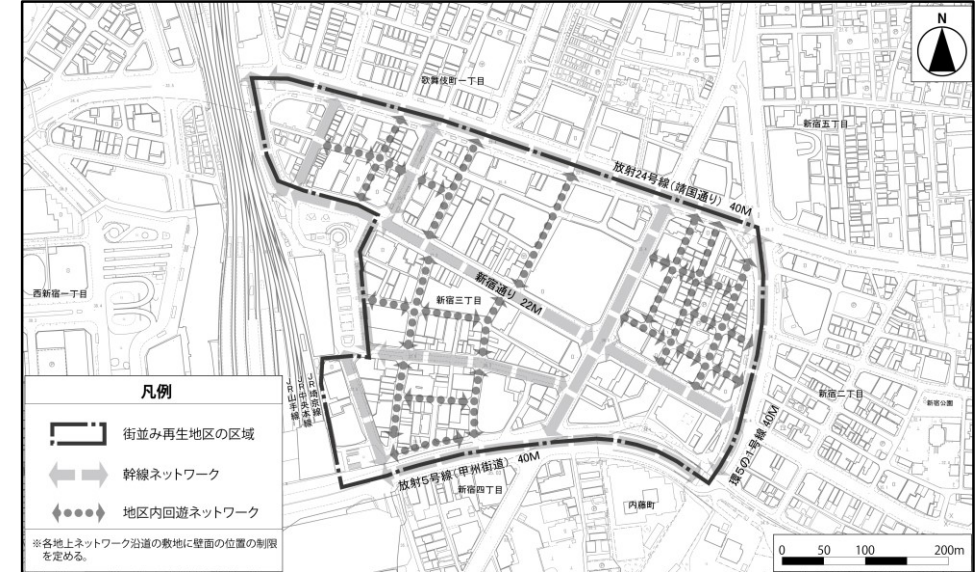 N
歌舞伎町一丁目
新宿五丁目
放射24号線(靖国通り) 40M
西新宿一丁目
新宿三丁目
新宿通り 22M
JR山手線
JR中央本線
JR埼京線
新宿二丁目
新宿公園
環5の1号線 40M
放射5号線(甲州街道) 40M
新宿四丁目
内藤町
凡例
街並み再生地区の区域
幹線ネットワーク
地区内回遊ネットワーク
※各地上ネットワーク沿道の敷地に壁面の位置の制限
を定める。
0 50 100 200m